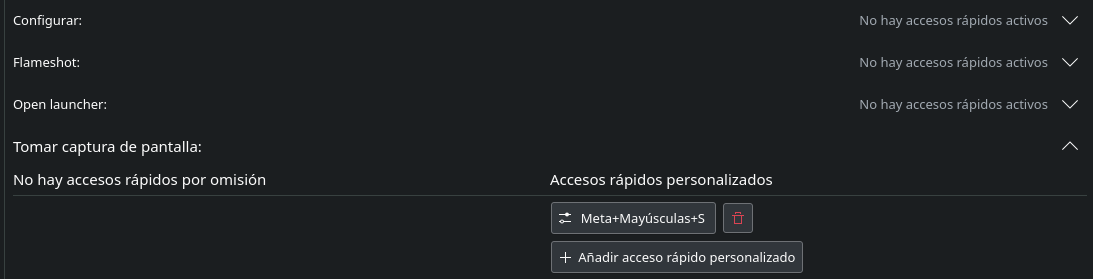 Configurar: No hay accesos rápidos activos
Flameshot: No hay accesos rápidos activos
Open launcher: No hay accesos rápidos activos
Tomar captura de pantalla:
No hay accesos rápidos por omisión Accesos rápidos personalizados
Meta+Mayúsculas+S
Añadir acceso rápido personalizado